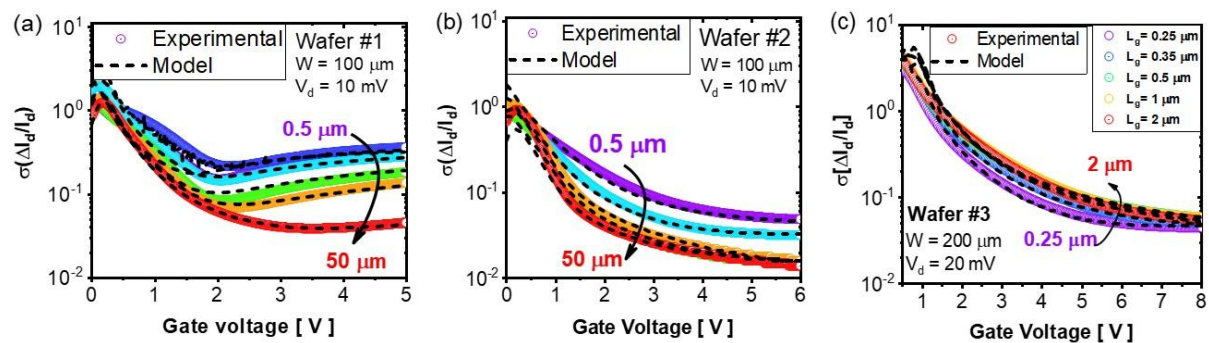 (a)
Experimental
Model
Wafer #1
W = 100 μm
V_d = 10 mV
0.5 μm
50 μm
σ(ΔI_d/I_d)
10^0
10^-1
10^-2
0 1 2 3 4 5
Gate voltage [ V ]
(b)
Experimental
Model
Wafer #2
W = 100 μm
V_d = 10 mV
0.5 μm
50 μm
σ(ΔI_d/I_d)
10^1
10^0
10^-1
10^-2
0 1 2 3 4 5 6
Gate Voltage [ V ]
(c)
Experimental
Model
L_g= 0.25 μm
L_g= 0.35 μm
L_g= 0.5 μm
L_g= 1 μm
L_g= 2 μm
2 μm
0.25 μm
Wafer #3
W = 200 μm
V_d = 20 mV
σ[ΔI_d/I_d]
10^1
10^0
10^-1
10^-2
1 2 3 4 5 6 7 8
Gate Voltage [ V ]